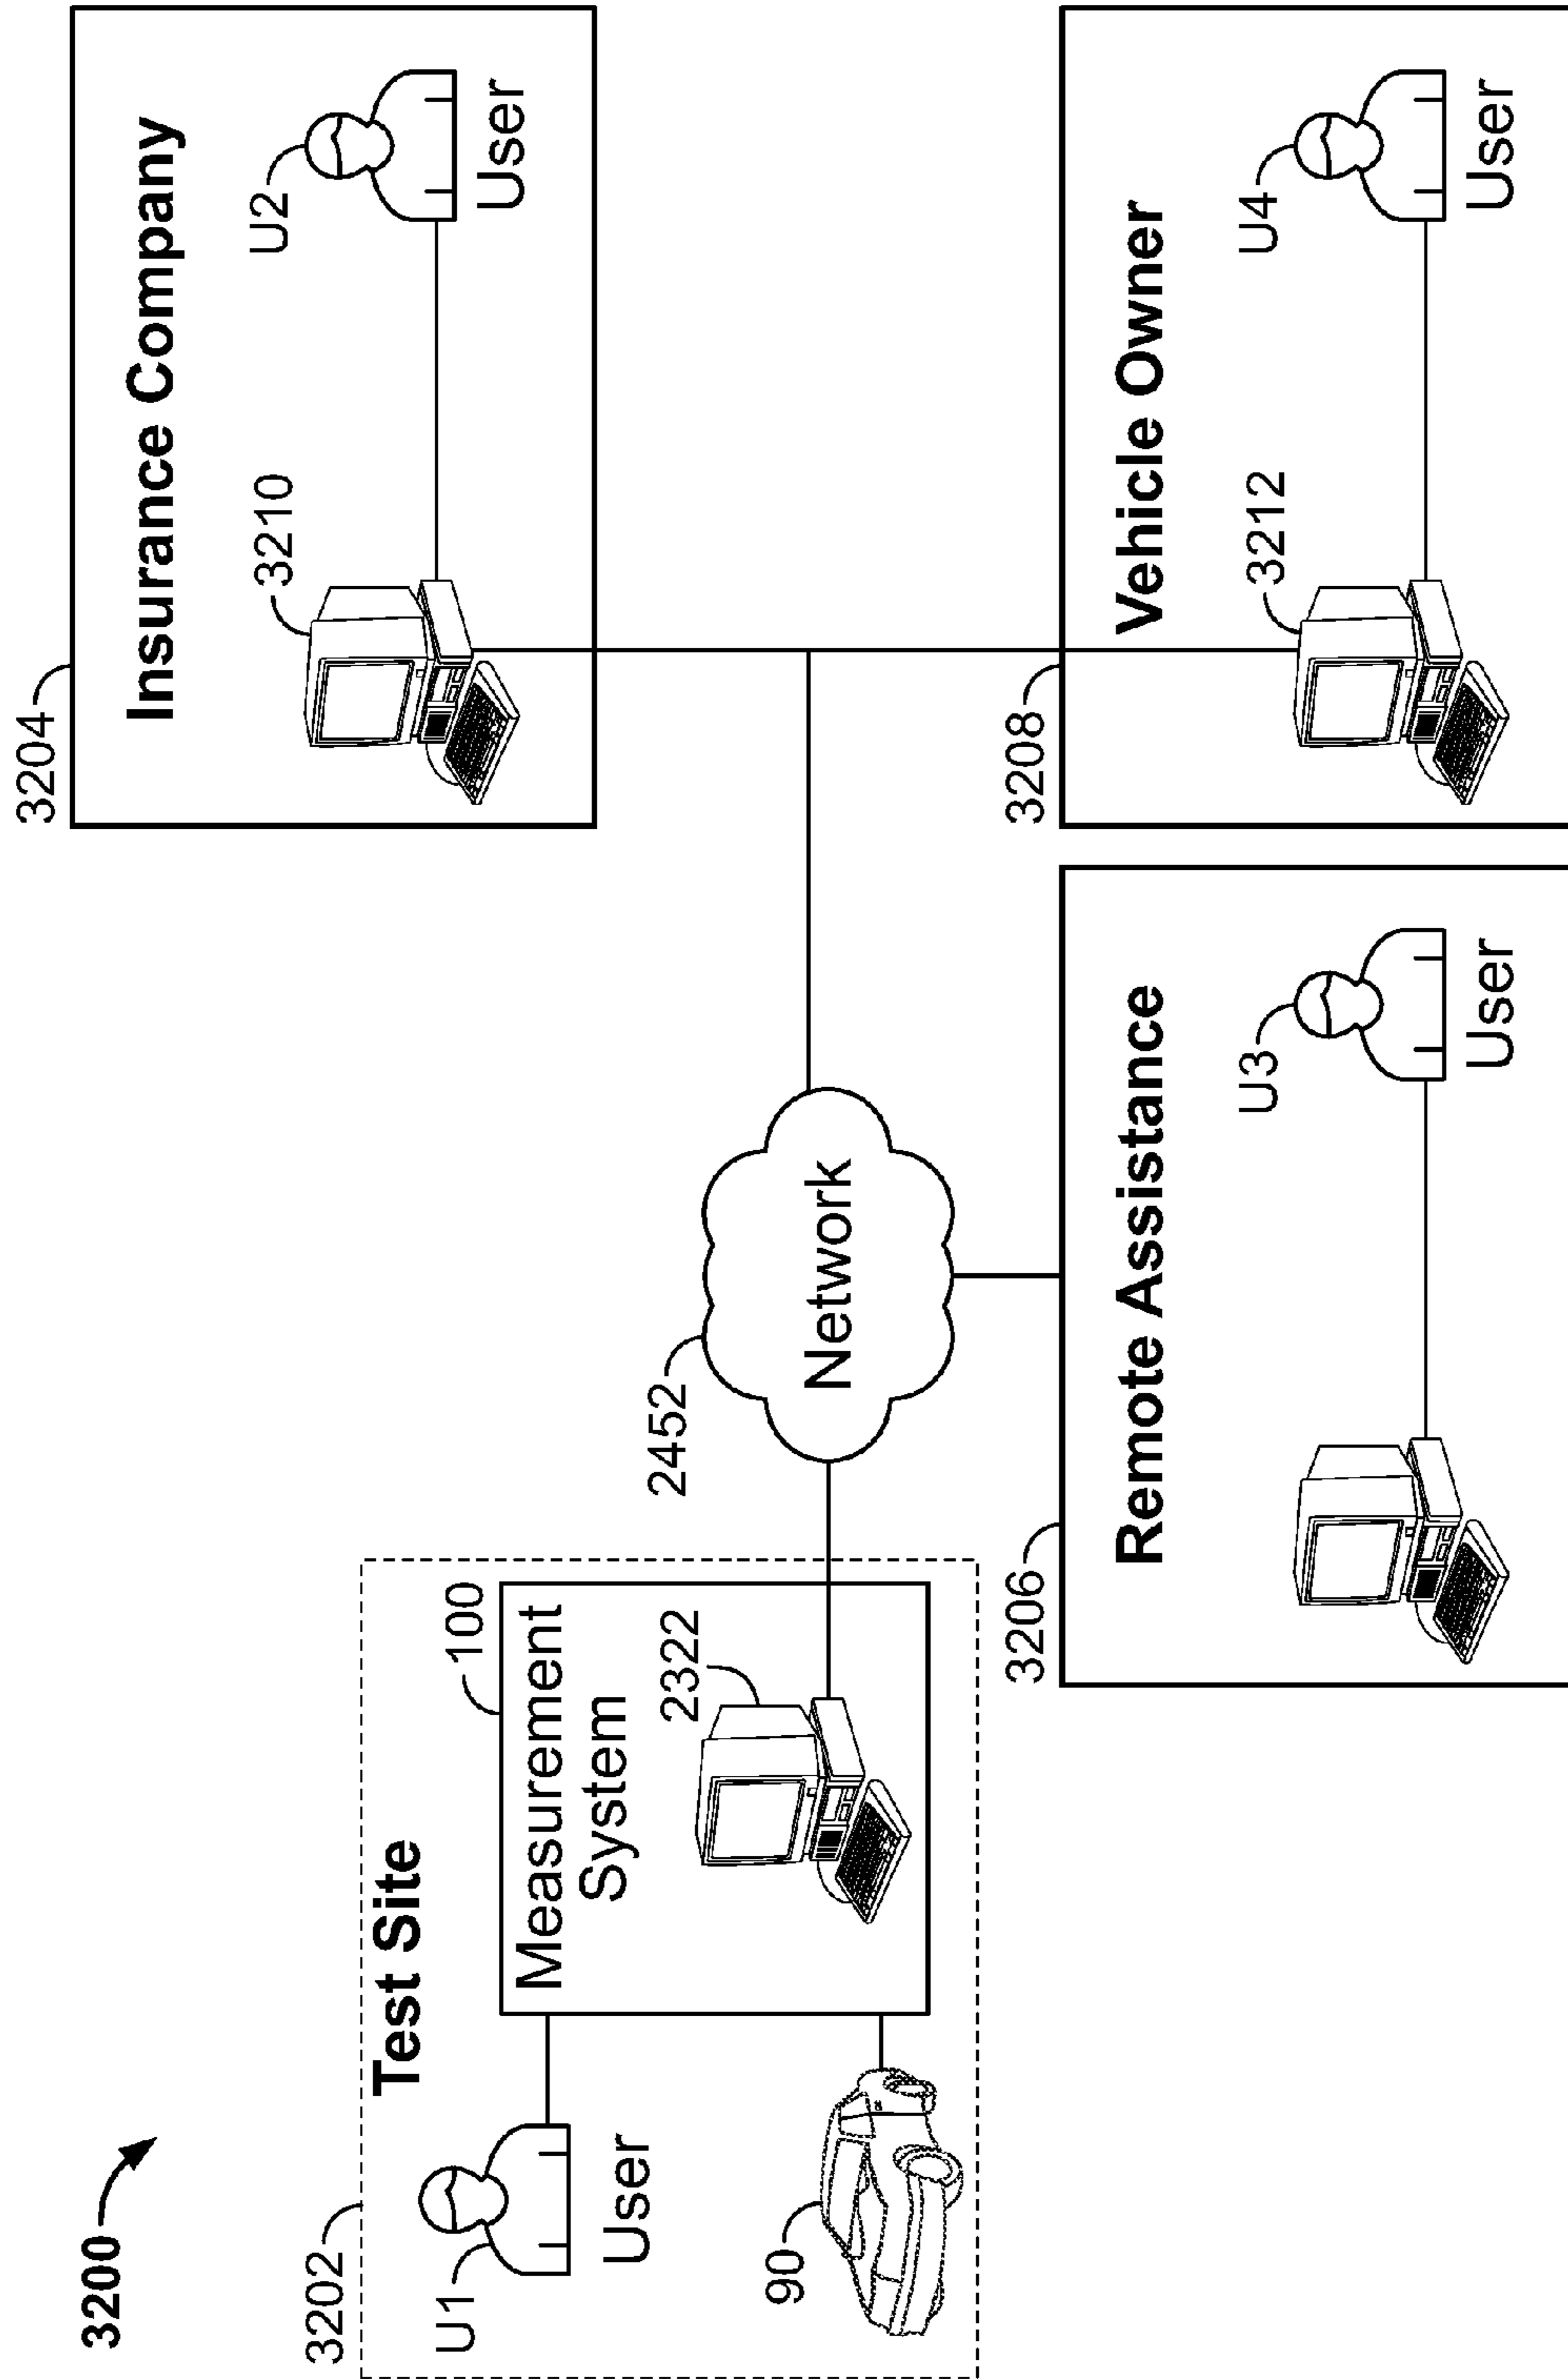 3200
3202
Test Site
U1
User
90
100
Measurement
System
2322
2452
Network
3204
Insurance Company
3210
U2
User
3206
Remote Assistance
U3
User
3208
Vehicle Owner
3212
U4
User